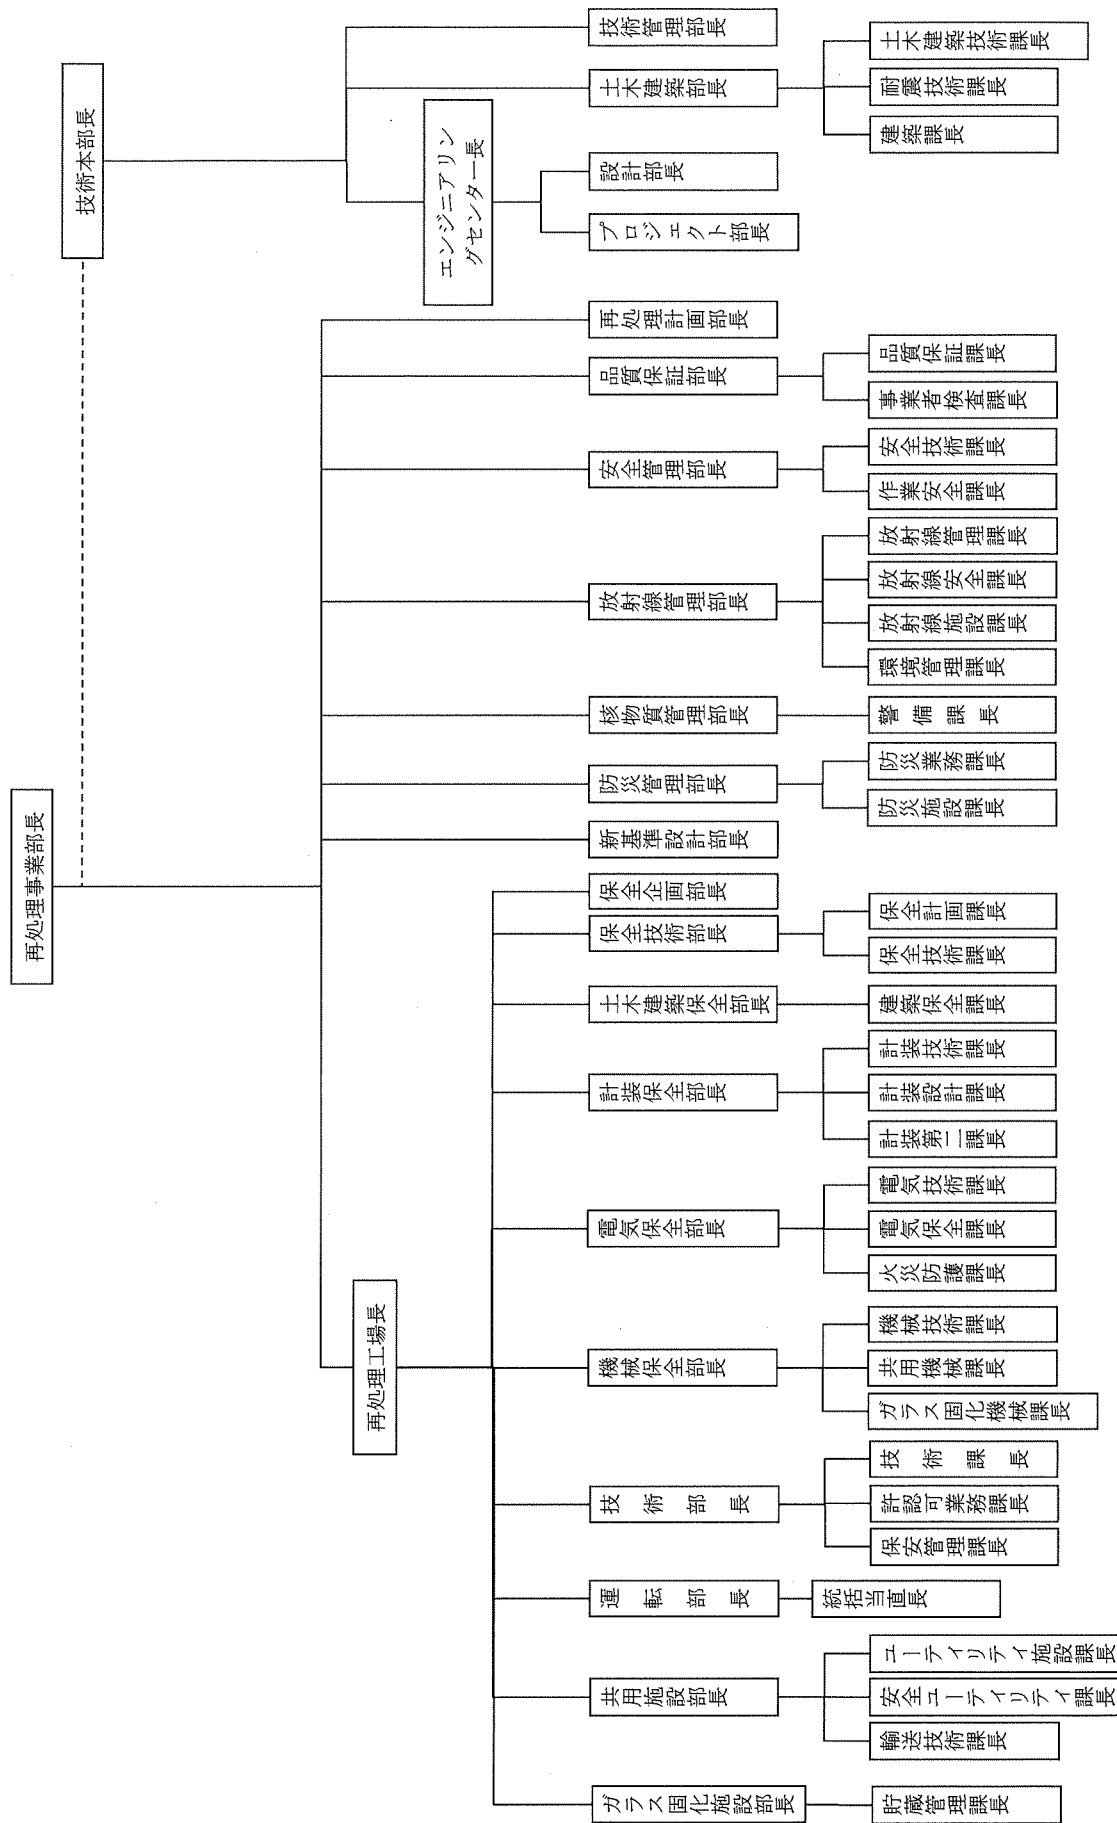 再処理事業部長
技術本部長
再処理工場長
エンジニアリン
グセンター長
ガラス固化施設部長
共用施設部長
運転部長
技術部長
機械保全部長
電気保全部長
計装保全部長
土木建築保全部長
保全技術部長
保全企画部長
新基準設計部長
防災管理部長
核物質管理部長
放射線管理部長
安全管理部長
品質保証部長
再処理計画部長
プロジェクト部長
設計部長
土木建築部長
技術管理部長
貯蔵管理課長
輸送技術課長
安全ユーティリティ課長
ユーティリティ施設課長
統括当直長
保安管理課長
許認可業務課長
技術課長
ガラス固化機械課長
共用機械課長
機械技術課長
火災防護課長
電気保全課長
電気技術課長
計装第二課長
計装設計課長
計装技術課長
建築保全課長
保全技術課長
保全計画課長
防災施設課長
防災業務課長
警備課長
環境管理課長
放射線施設課長
放射線安全課長
放射線管理課長
作業安全課長
安全技術課長
事業者検査課長
品質保証課長
建築課長
耐震技術課長
土木建築技術課長